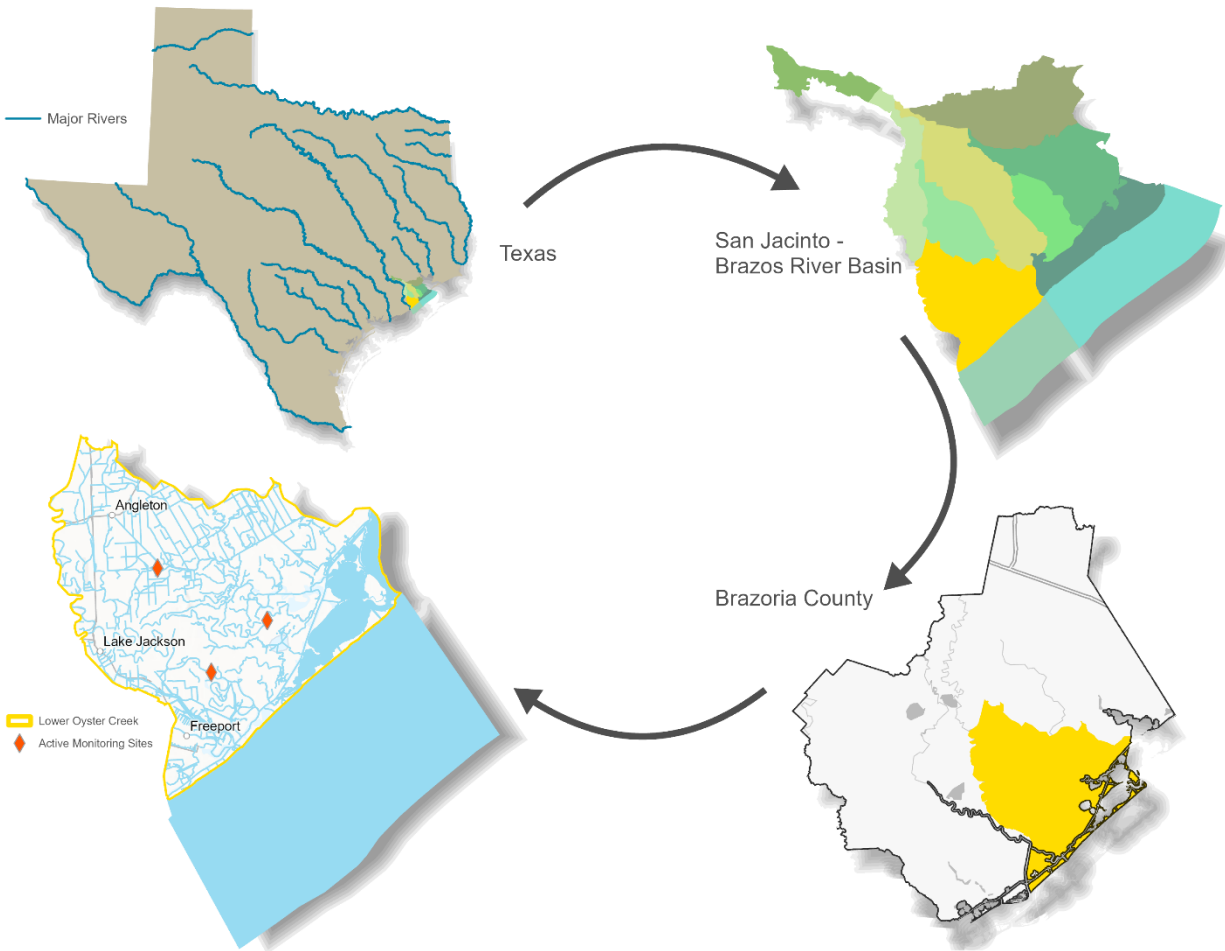 Major Rivers
Texas
San Jacinto -
Brazos River Basin
Brazoria County
Angleton
Lake Jackson
Freeport
Lower Oyster Creek
Active Monitoring Sites